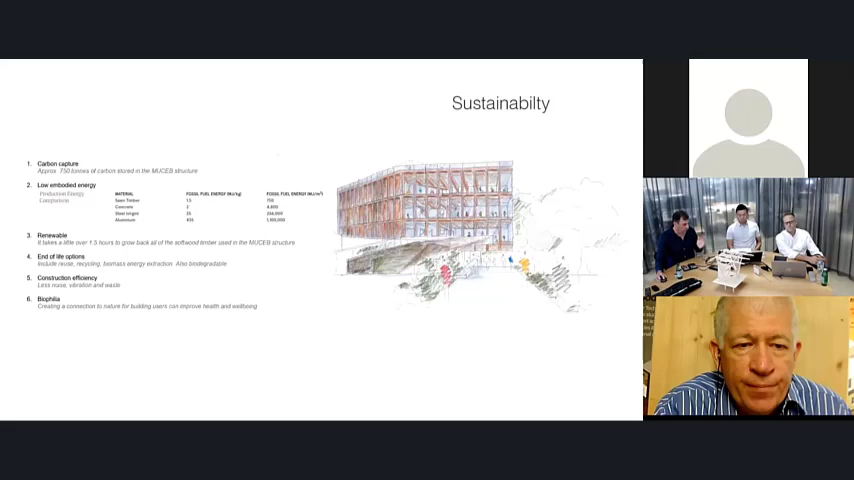 Sustainabilty
1. Carbon capture
Approx 750 tonnes of carbon stored in the MUCEB structure
2. Low embodied energy
Production Energy Comparison
MATERIAL FOSSIL FUEL ENERGY (MJ/kg) FOSSIL FUEL ENERGY (MJ/m³)
Sawn Timber 1.5 750
Concrete 2 4,800
Steel 35 266,000
Aluminium 435 1,100,000
3. Renewable
It takes a little over 1.5 hours to grow back all of the softwood timber used in the MUCEB structure
4. End of life options
Include reuse, recycling, biomass energy extraction Also biodegradable
5. Construction efficiency
Less noise, vibration and waste
6. Biophilia
Creating a connection to nature for building users can improve health and wellbeing